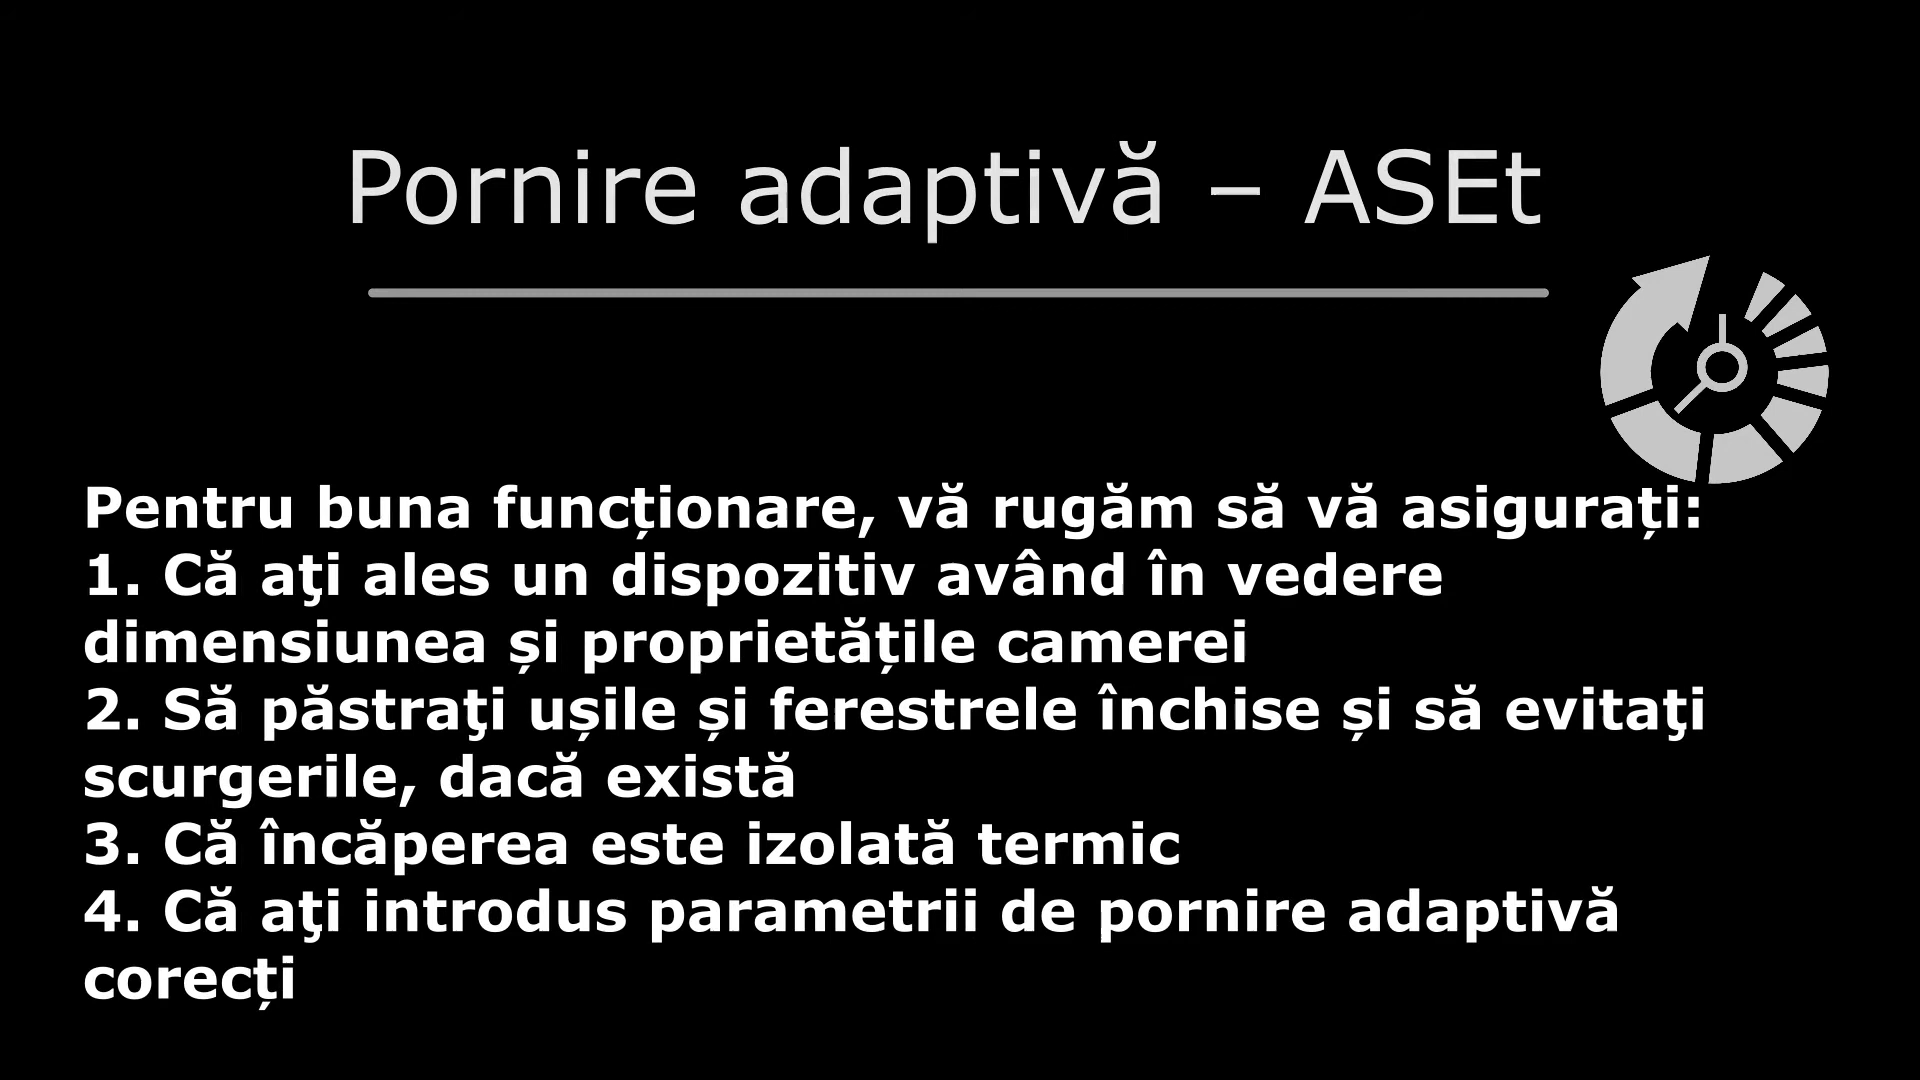 Pornire adaptivă – ASEt
Pentru buna funcționare, vă rugăm să vă asigurați:
1. Că aţi ales un dispozitiv având în vedere
dimensiunea și proprietățile camerei
2. Să păstraţi ușile și ferestrele închise și să evitaţi
scurgerile, dacă există
3. Că încăperea este izolată termic
4. Că aţi introdus parametrii de pornire adaptivă
corecți